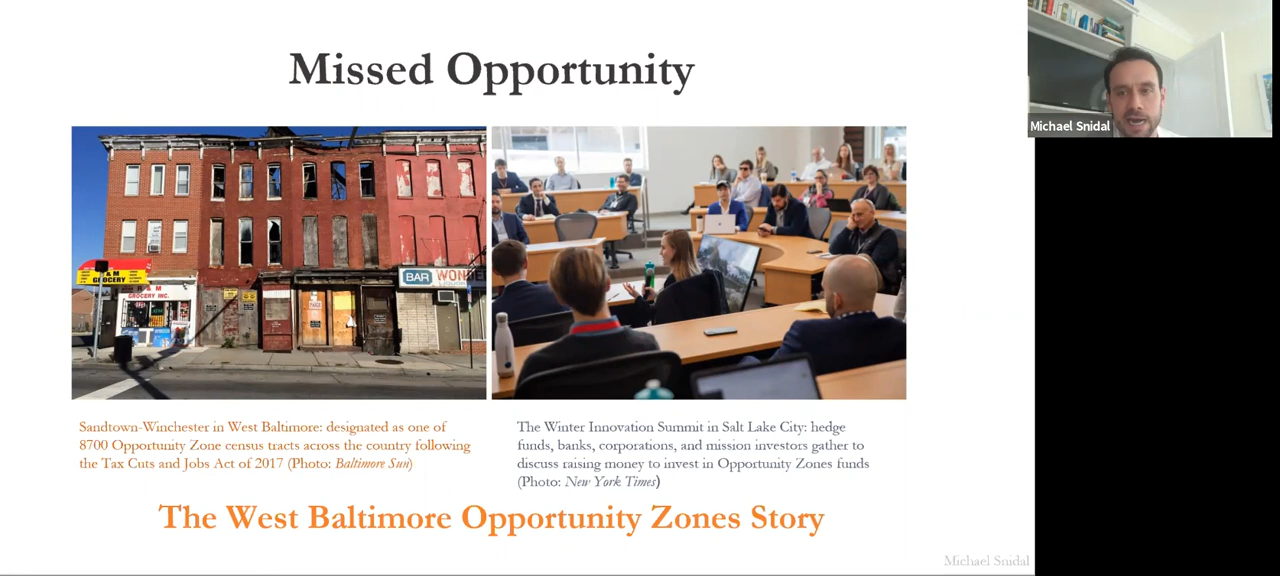 Missed Opportunity
Michael Snidal
GROCERY
M
GROCERY INC.
BAR
Sandtown-Winchester in West Baltimore: designated as one of
8700 Opportunity Zone census tracts across the country following
the Tax Cuts and Jobs Act of 2017 (Photo: Baltimore Sun)
The Winter Innovation Summit in Salt Lake City: hedge
funds, banks, corporations, and mission investors gather to
discuss raising money to invest in Opportunity Zones funds
(Photo: New York Times)
The West Baltimore Opportunity Zones Story
Michael Snidal